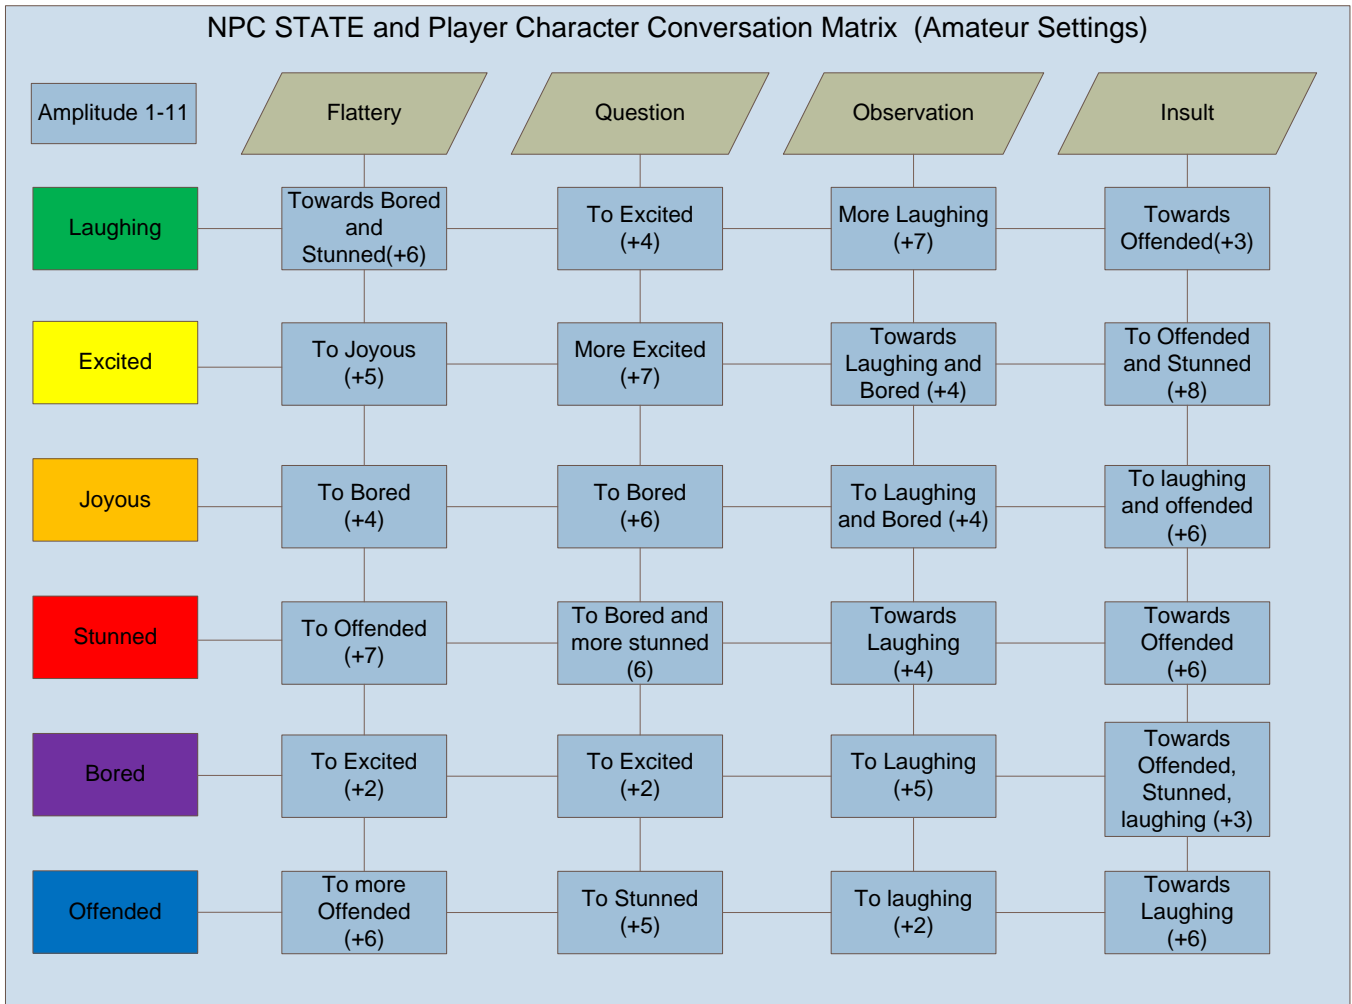 NPC STATE and Player Character Conversation Matrix  (Amateur Settings)
Amplitude 1-11
Flattery
Question
Observation
Insult
Laughing
Towards Bored
and
Stunned(+6)
To Excited
(+4)
More Laughing
(+7)
Towards
Offended(+3)
Excited
To Joyous
(+5)
More Excited
(+7)
Towards
Laughing and
Bored (+4)
To Offended
and Stunned
(+8)
Joyous
To Bored
(+4)
To Bored
(+6)
To Laughing
and Bored (+4)
To laughing
and offended
(+6)
Stunned
To Offended
(+7)
To Bored and
more stunned
(6)
Towards
Laughing
(+4)
Towards
Offended
(+6)
Bored
To Excited
(+2)
To Excited
(+2)
To Laughing
(+5)
Towards
Offended,
Stunned,
laughing (+3)
Offended
To more
Offended
(+6)
To Stunned
(+5)
To laughing
(+2)
Towards
Laughing
(+6)